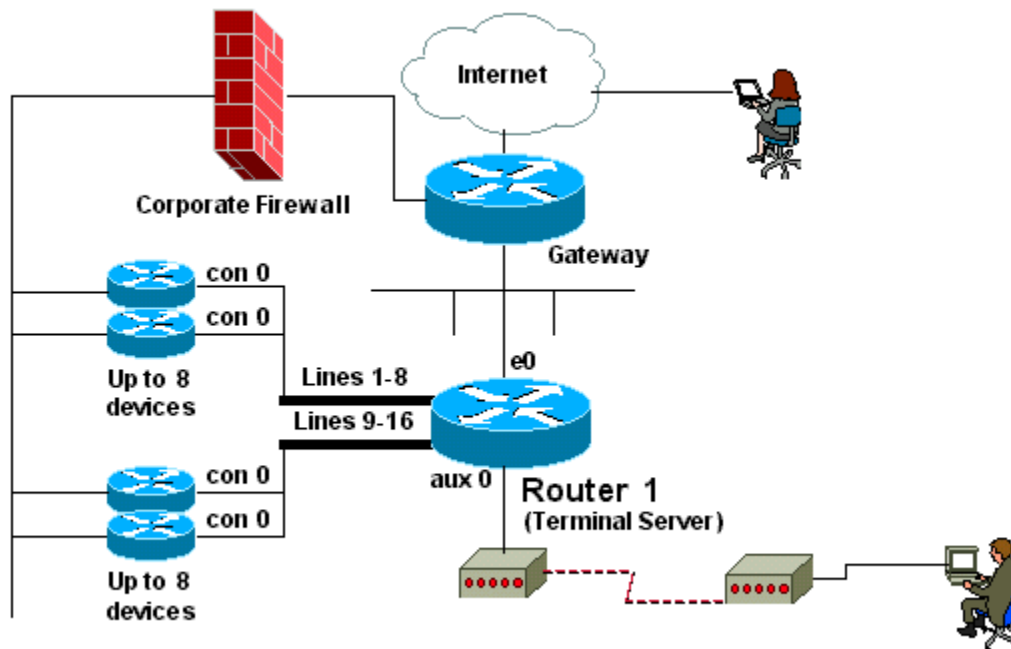 Internet
Corporate Firewall
Gateway
con 0
con 0
Up to 8
devices
e0
Lines 1-8
Lines 9-16
aux 0
Router 1
(Terminal Server)
con 0
con 0
Up to 8
devices